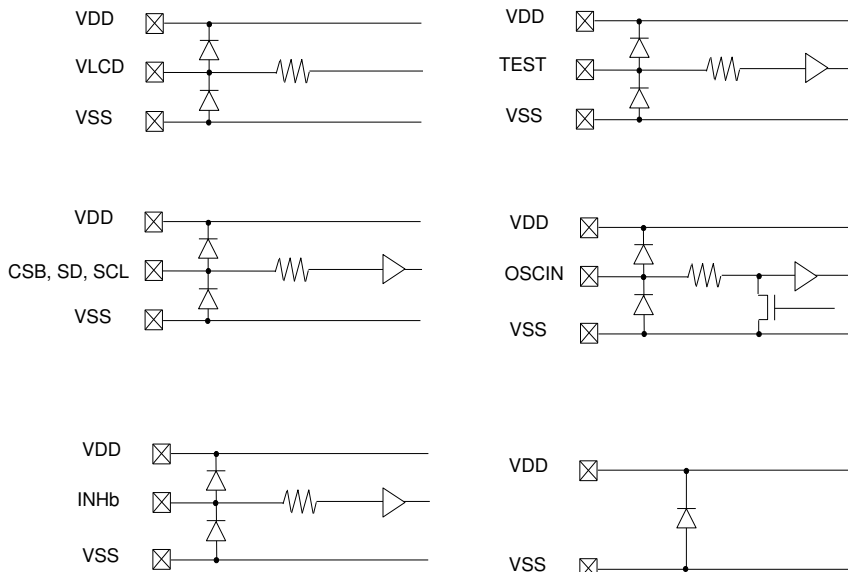 VDD
VLCD
VSS
VDD
TEST
VSS
VDD
CSB, SD, SCL
VSS
VDD
OSCIN
VSS
VDD
INHb
VSS
VDD
VSS